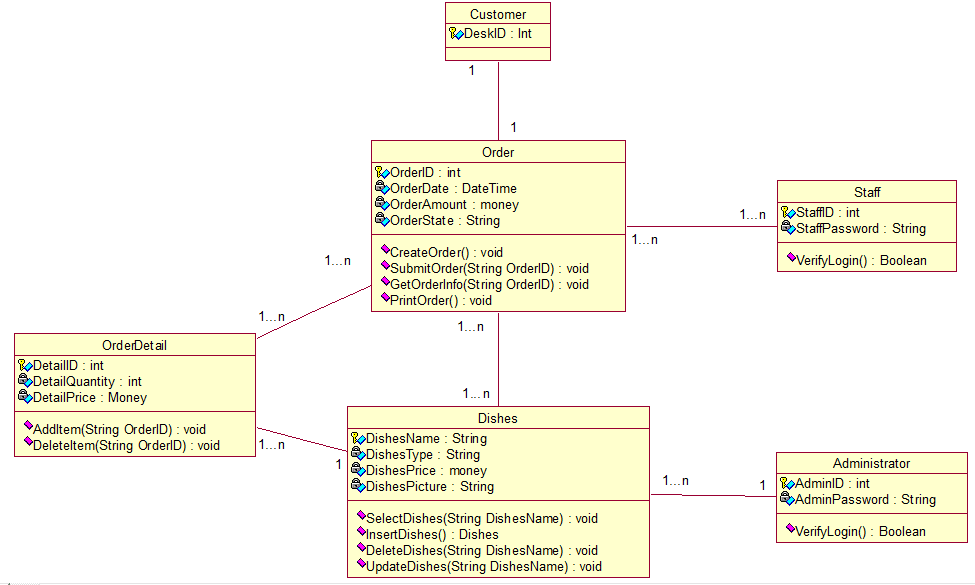 Customer
DeskID : Int
1
1
Order
OrderID : int
OrderDate : DateTime
OrderAmount : money
OrderState : String
CreateOrder() : void
SubmitOrder(String OrderID) : void
GetOrderInfo(String OrderID) : void
PrintOrder() : void
1...n
1...n
Staff
StaffID : int
StaffPassword : String
VerifyLogin() : Boolean
1...n
1...n
OrderDetail
DetailID : int
DetailQuantity : int
DetailPrice : Money
AddItem(String OrderID) : void
DeleteItem(String OrderID) : void
1...n
1...n
1...n
1
Dishes
DishesName : String
DishesType : String
DishesPrice : money
DishesPicture : String
SelectDishes(String DishesName) : void
InsertDishes() : Dishes
DeleteDishes(String DishesName) : void
UpdateDishes(String DishesName) : void
1...n
1
Administrator
AdminID : int
AdminPassword : String
VerifyLogin() : Boolean